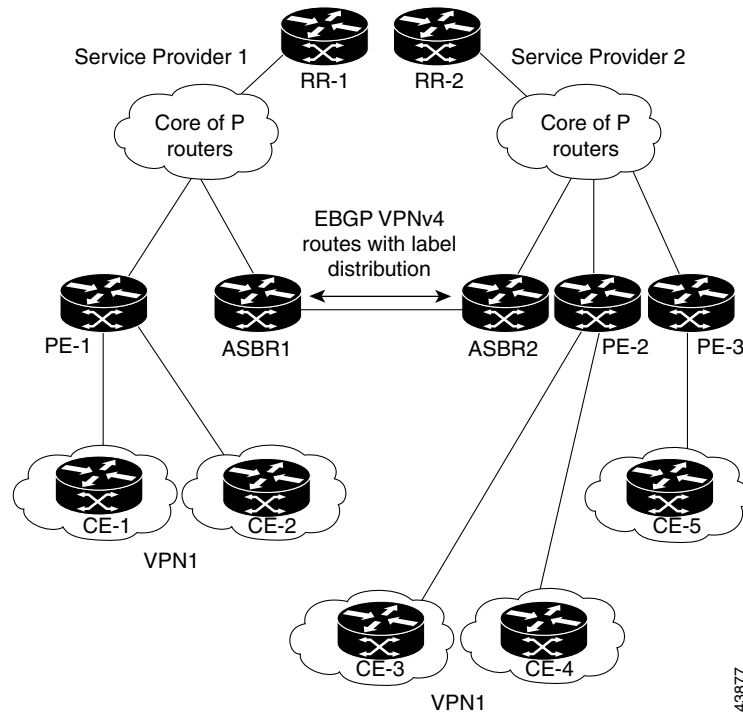 Service Provider 1
RR-1
RR-2
Service Provider 2
Core of P
routers
Core of P
routers
EBGP VPNv4
routes with label
distribution
PE-1
ASBR1
ASBR2
PE-2
PE-3
CE-1
CE-2
CE-5
VPN1
CE-3
CE-4
VPN1
43877